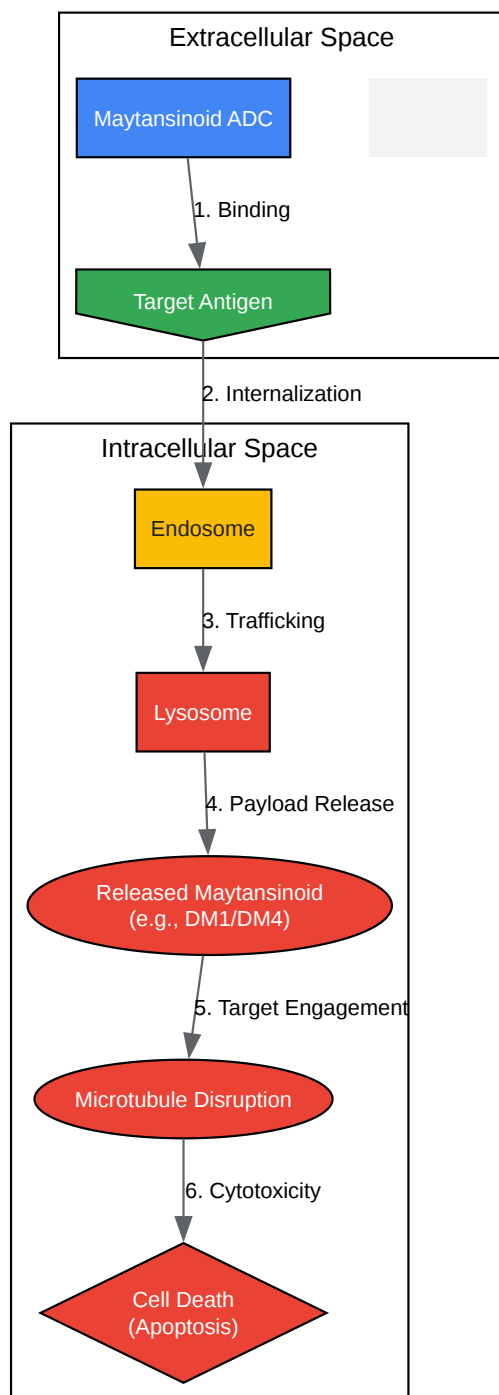 Extracellular Space
Maytansinoid ADC
1. Binding
Target Antigen
2. Internalization
Intracellular Space
Endosome
3. Trafficking
Lysosome
4. Payload Release
Released Maytansinoid
(e.g., DM1/DM4)
5. Target Engagement
Microtubule Disruption
6. Cytotoxicity
Cell Death
(Apoptosis)